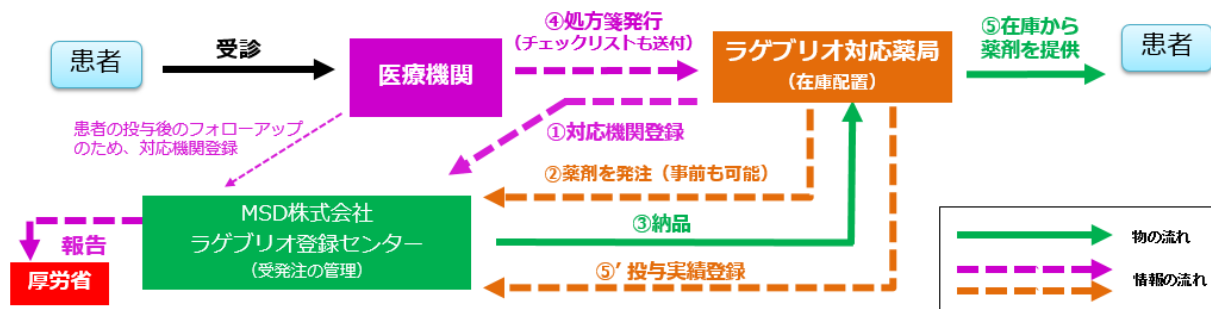 患者
受診
医療機関
④処方箋発行
（チェックリストも送付）
ラゲブリオ対応薬局
（在庫配置）
⑤在庫から
薬剤を提供
患者
患者の投与後のフォローアップ
のため、対応機関登録
①対応機関登録
②薬剤を発注（事前も可能）
MSD株式会社
ラゲブリオ登録センター
（受発注の管理）
③納品
⑤’投与実績登録
報告
厚労省
物の流れ
情報の流れ